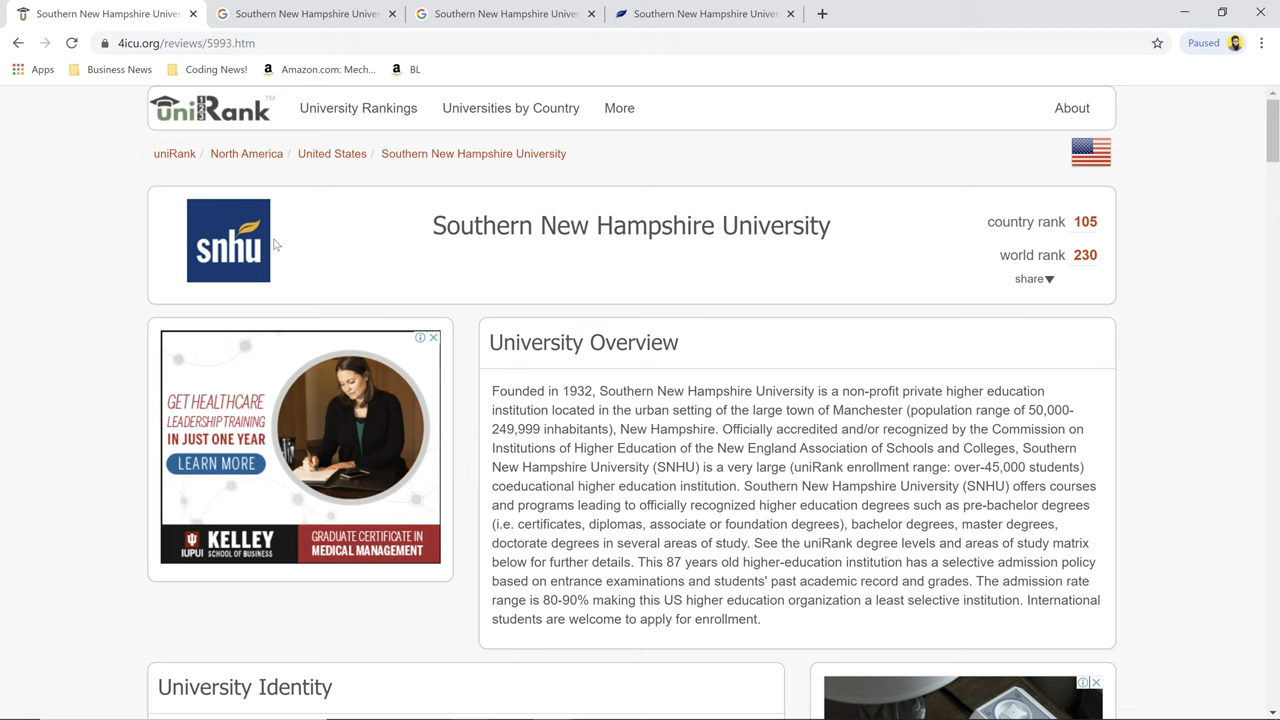 Southern New Hampshire Univer
Southern New Hampshire Univer
Southern New Hampshire Univer
Southern New Hampshire Univer
4icu.org/reviews/5993.htm
Paused
Apps
Business News
Coding News!
Amazon.com: Mech...
BL
uniRank™
University Rankings
Universities by Country
More
About
uniRank / North America / United States / Southern New Hampshire University
snhu
Southern New Hampshire University
country rank 105
world rank 230
share▼
GET HEALTHCARE
LEADERSHIP TRAINING
IN JUST ONE YEAR
LEARN MORE
IUPUI
KELLEY
SCHOOL OF BUSINESS
GRADUATE CERTIFICATE IN
MEDICAL MANAGEMENT
University Overview
Founded in 1932, Southern New Hampshire University is a non-profit private higher education
institution located in the urban setting of the large town of Manchester (population range of 50,000-
249,999 inhabitants), New Hampshire. Officially accredited and/or recognized by the Commission on
Institutions of Higher Education of the New England Association of Schools and Colleges, Southern
New Hampshire University (SNHU) is a very large (uniRank enrollment range: over-45,000 students)
coeducational higher education institution. Southern New Hampshire University (SNHU) offers courses
and programs leading to officially recognized higher education degrees such as pre-bachelor degrees
(i.e. certificates, diplomas, associate or foundation degrees), bachelor degrees, master degrees,
doctorate degrees in several areas of study. See the uniRank degree levels and areas of study matrix
below for further details. This 87 years old higher-education institution has a selective admission policy
based on entrance examinations and students' past academic record and grades. The admission rate
range is 80-90% making this US higher education organization a least selective institution. International
students are welcome to apply for enrollment.
University Identity